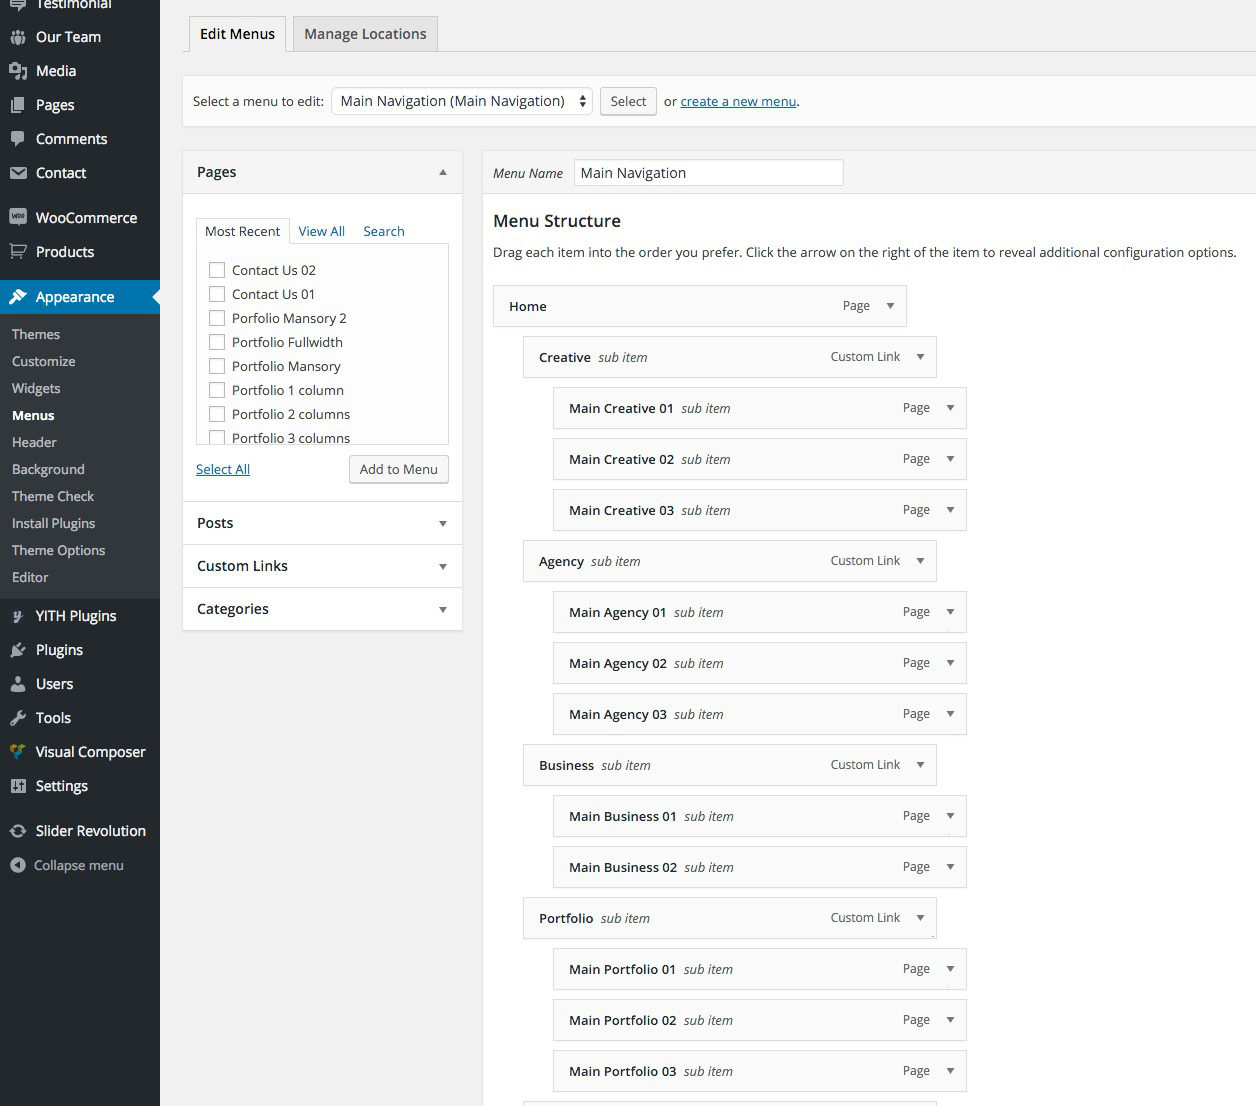 Testimonial
Our Team
Media
Pages
Comments
Contact
WooCommerce
Products
Appearance
Themes
Customize
Widgets
Menus
Header
Background
Theme Check
Install Plugins
Theme Options
Editor
YITH Plugins
Plugins
Users
Tools
Visual Composer
Settings
Slider Revolution
Collapse menu
Edit Menus Manage Locations
Select a menu to edit: Main Navigation (Main Navigation) Select or create a new menu.
Pages
Most Recent View All Search
Contact Us 02
Contact Us 01
Porfolio Mansory 2
Portfolio Fullwidth
Portfolio Mansory
Portfolio 1 column
Portfolio 2 columns
Portfolio 3 columns
Select All Add to Menu
Posts
Custom Links
Categories
Menu Name Main Navigation
Menu Structure
Drag each item into the order you prefer. Click the arrow on the right of the item to reveal additional configuration options.
Home Page
Creative sub item Custom Link
Main Creative 01 sub item Page
Main Creative 02 sub item Page
Main Creative 03 sub item Page
Agency sub item Custom Link
Main Agency 01 sub item Page
Main Agency 02 sub item Page
Main Agency 03 sub item Page
Business sub item Custom Link
Main Business 01 sub item Page
Main Business 02 sub item Page
Portfolio sub item Custom Link
Main Portfolio 01 sub item Page
Main Portfolio 02 sub item Page
Main Portfolio 03 sub item Page